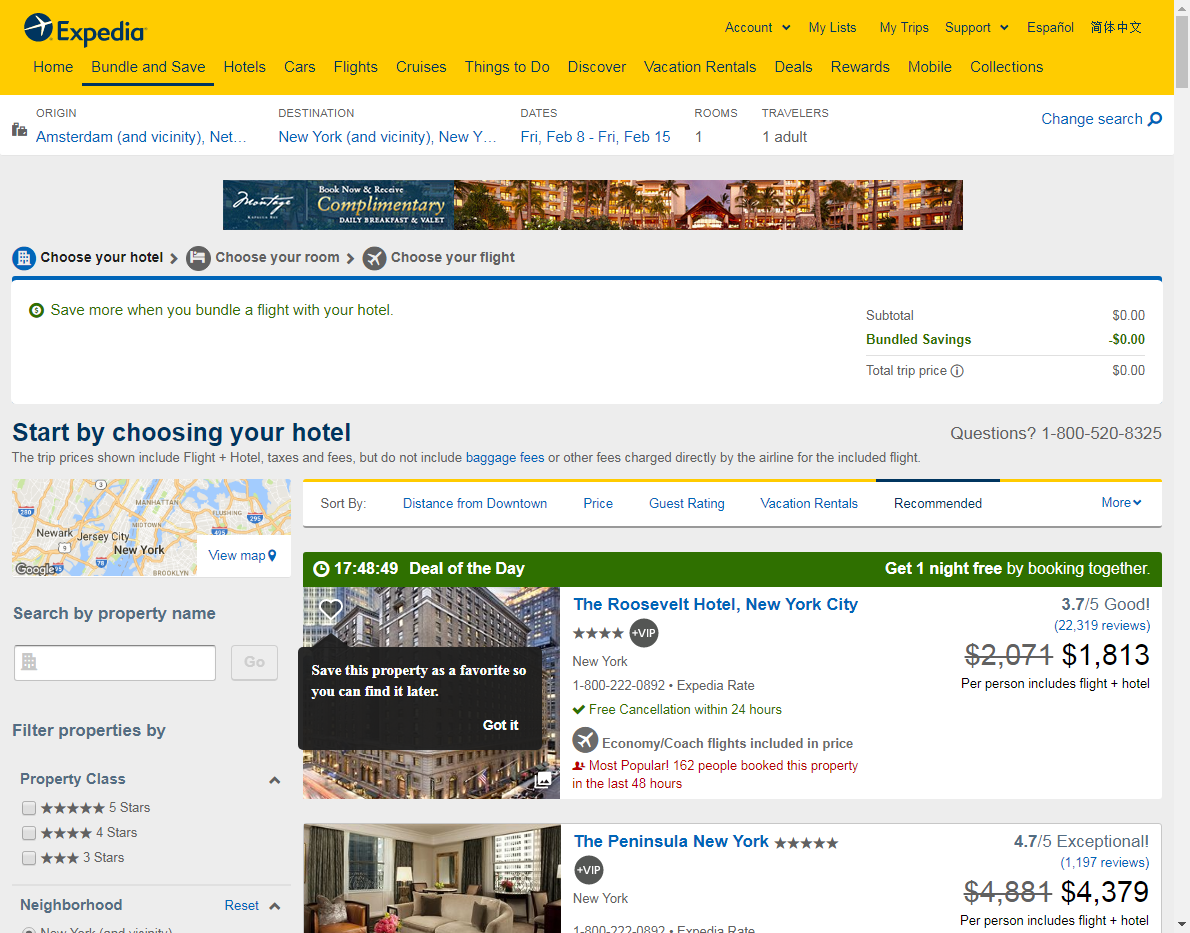 Expedia
Account
My Lists
My Trips
Support
Español
简体中文
Home
Bundle and Save
Hotels
Cars
Flights
Cruises
Things to Do
Discover
Vacation Rentals
Deals
Rewards
Mobile
Collections
ORIGIN
Amsterdam (and vicinity), Net…
DESTINATION
New York (and vicinity), New Y…
DATES
Fri, Feb 8 - Fri, Feb 15
ROOMS
1
TRAVELERS
1 adult
Change search
Montage
KAPALUA BAY
Book Now & Receive
Complimentary
DAILY BREAKFAST & VALET
Choose your hotel
Choose your room
Choose your flight
Save more when you bundle a flight with your hotel.
Subtotal $0.00
Bundled Savings -$0.00
Total trip price $0.00
Start by choosing your hotel
Questions? 1-800-520-8325
The trip prices shown include Flight + Hotel, taxes and fees, but do not include baggage fees or other fees charged directly by the airline for the included flight.
3
MANHATTAN
280
FLUSHING
MIDTOWN
295
495
Newark
Jersey City
9
New York
78
BROOKLYN
Google
95
View map
Search by property name
Go
Filter properties by
Property Class
5 Stars
4 Stars
3 Stars
Neighborhood Reset
New York (and vicinity)
Sort By:
Distance from Downtown
Price
Guest Rating
Vacation Rentals
Recommended
More
17:48:49 Deal of the Day
Get 1 night free by booking together.
Save this property as a favorite so
you can find it later.
Got it
The Roosevelt Hotel, New York City
+VIP
New York
1-800-222-0892 • Expedia Rate
Free Cancellation within 24 hours
Economy/Coach flights included in price
Most Popular! 162 people booked this property
in the last 48 hours
3.7/5 Good!
(22,319 reviews)
$2,071 $1,813
Per person includes flight + hotel
The Peninsula New York
+VIP
New York
1-800-222-0892 • Expedia Rate
4.7/5 Exceptional!
(1,197 reviews)
$4,881 $4,379
Per person includes flight + hotel